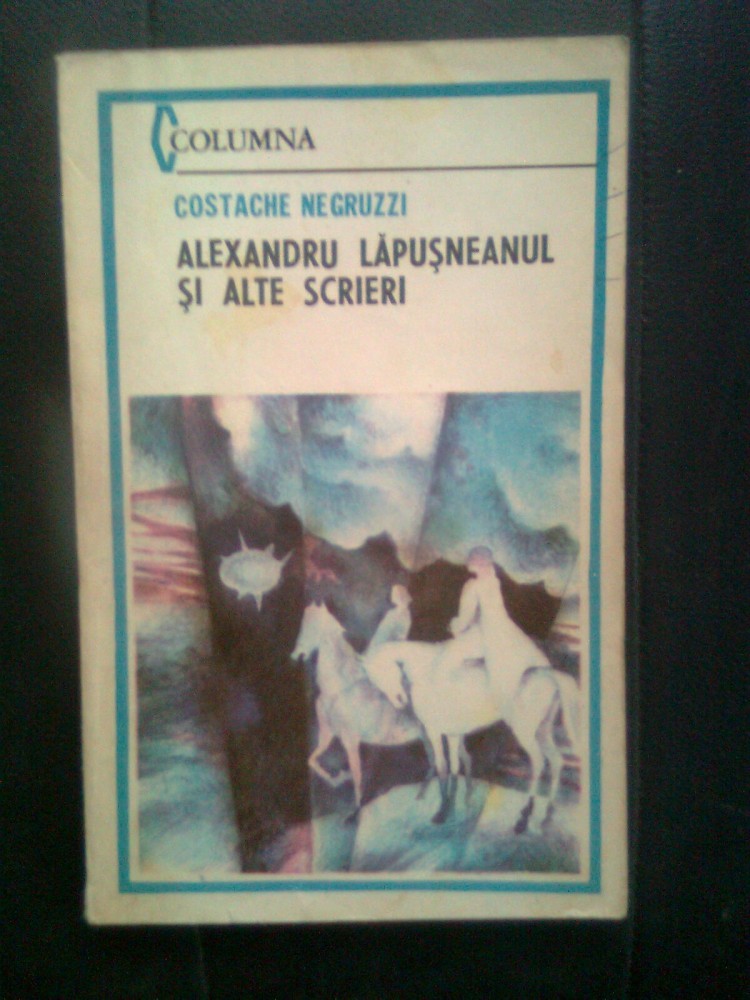 COLUMNA
COSTACHE NEGRUZZI
ALEXANDRU LĂPUŞNEANUL
ŞI ALTE SCRIERI